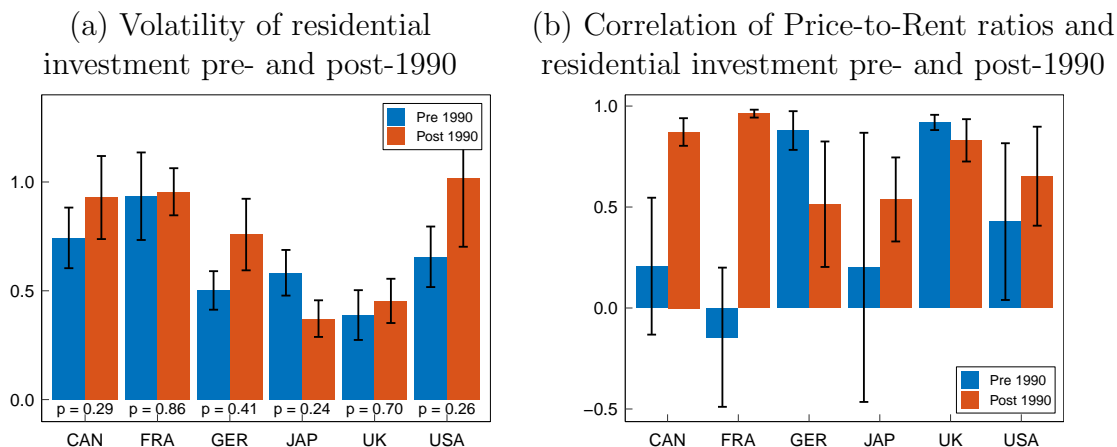 (a) Volatility of residential
investment pre- and post-1990
Pre 1990
Post 1990
1.0
0.5
0.0
p = 0.29 p = 0.86 p = 0.41 p = 0.24 p = 0.70 p = 0.26
CAN FRA GER JAP UK USA
(b) Correlation of Price-to-Rent ratios and
residential investment pre- and post-1990
1.0
0.5
0.0
−0.5
Pre 1990
Post 1990
CAN FRA GER JAP UK USA